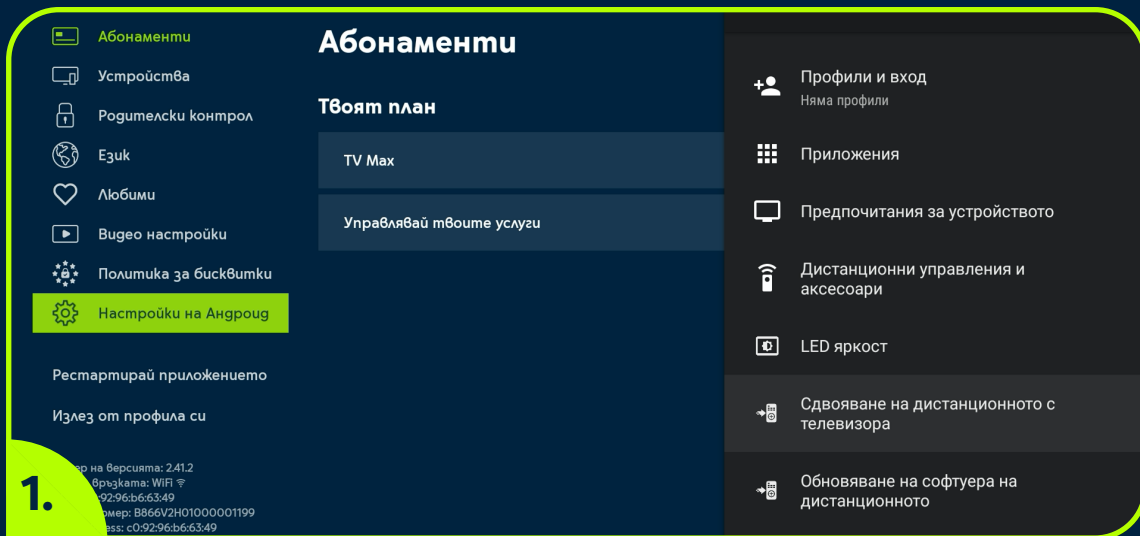 Абонаменти
Устройства
Родителски контрол
Език
Любими
Видео настройки
Политика за бисквитки
Настройки на Андроид
Рестартирай приложението
Излез от профила си
на версията: 2.41.2
връзката: WiFi
:92:96:b6:63:49
B866V2H01000001199
c0:92:96:b6:63:49
1.
Абонаменти
Твоят план
TV Max
Управлявай твоите услуги
Профили и вход
Няма профили
Приложения
Предпочитания за устройството
Дистанционни управления и
аксесоари
LED яркост
Сдвояване на дистанционното с
телевизора
Обновяване на софтуера на
дистанционното